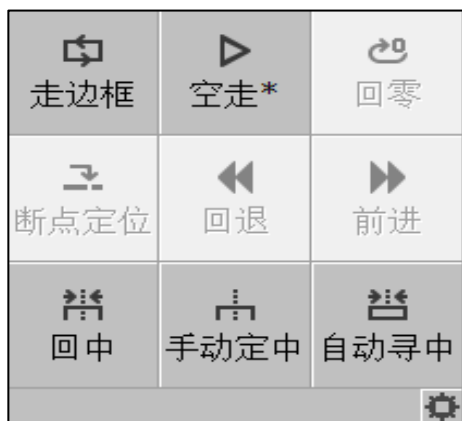 走边框 空走* 回零
断点定位 回退 前进
回中 手动定中 自动寻中